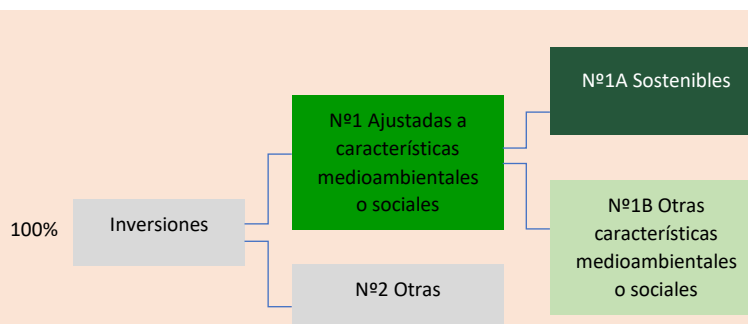 100%
Inversiones
Nº1 Ajustadas a
características
medioambientales
o sociales
Nº2 Otras
Nº1A Sostenibles
Nº1B Otras
características
medioambientales
o sociales